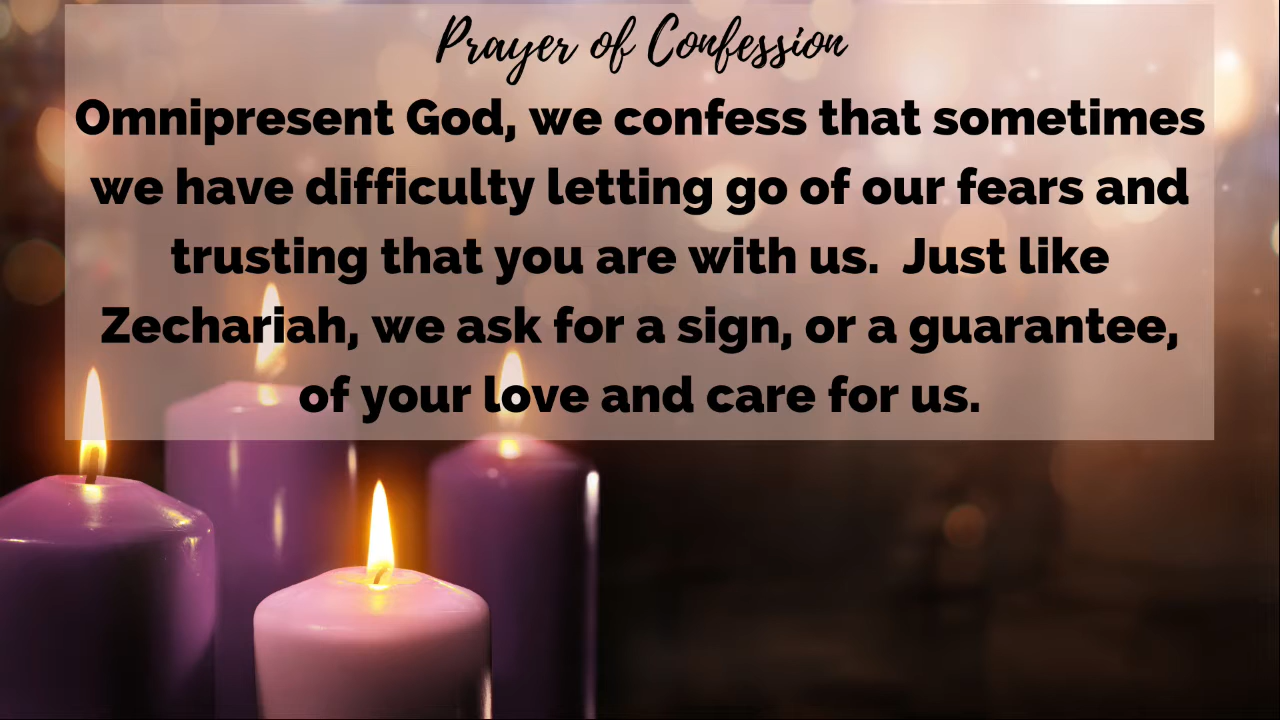 Prayer of Confession
Omnipresent God, we confess that sometimes
we have difficulty letting go of our fears and
trusting that you are with us.  Just like
Zechariah, we ask for a sign, or a guarantee,
of your love and care for us.